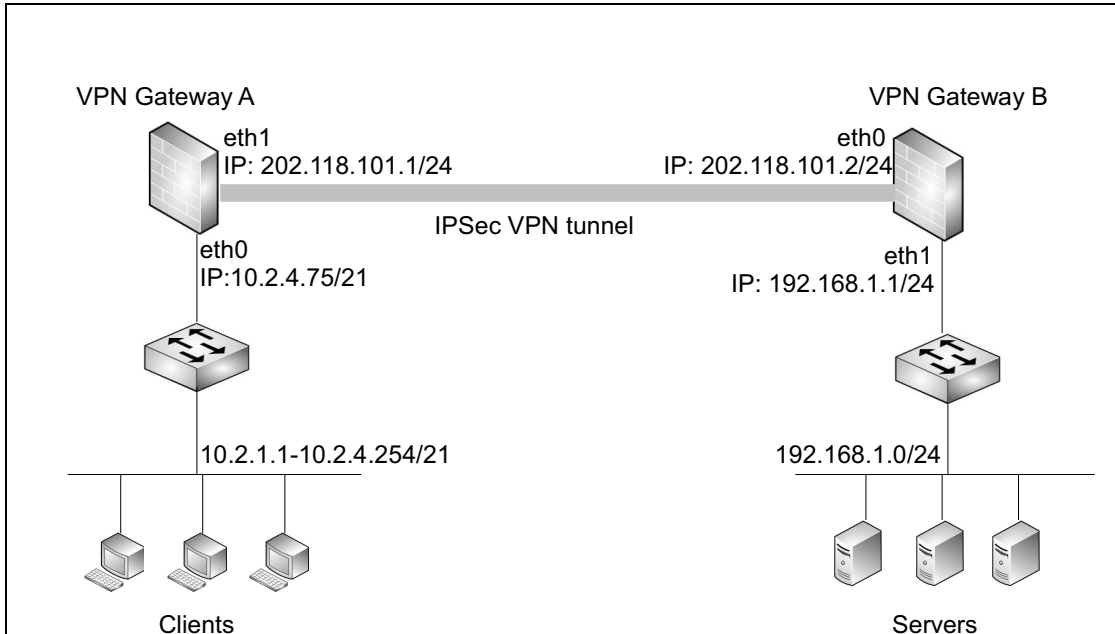 VPN Gateway A
VPN Gateway B
eth1
IP: 202.118.101.1/24
eth0
IP: 202.118.101.2/24
IPSec VPN tunnel
eth0
IP:10.2.4.75/21
eth1
IP: 192.168.1.1/24
10.2.1.1-10.2.4.254/21
192.168.1.0/24
Clients
Servers